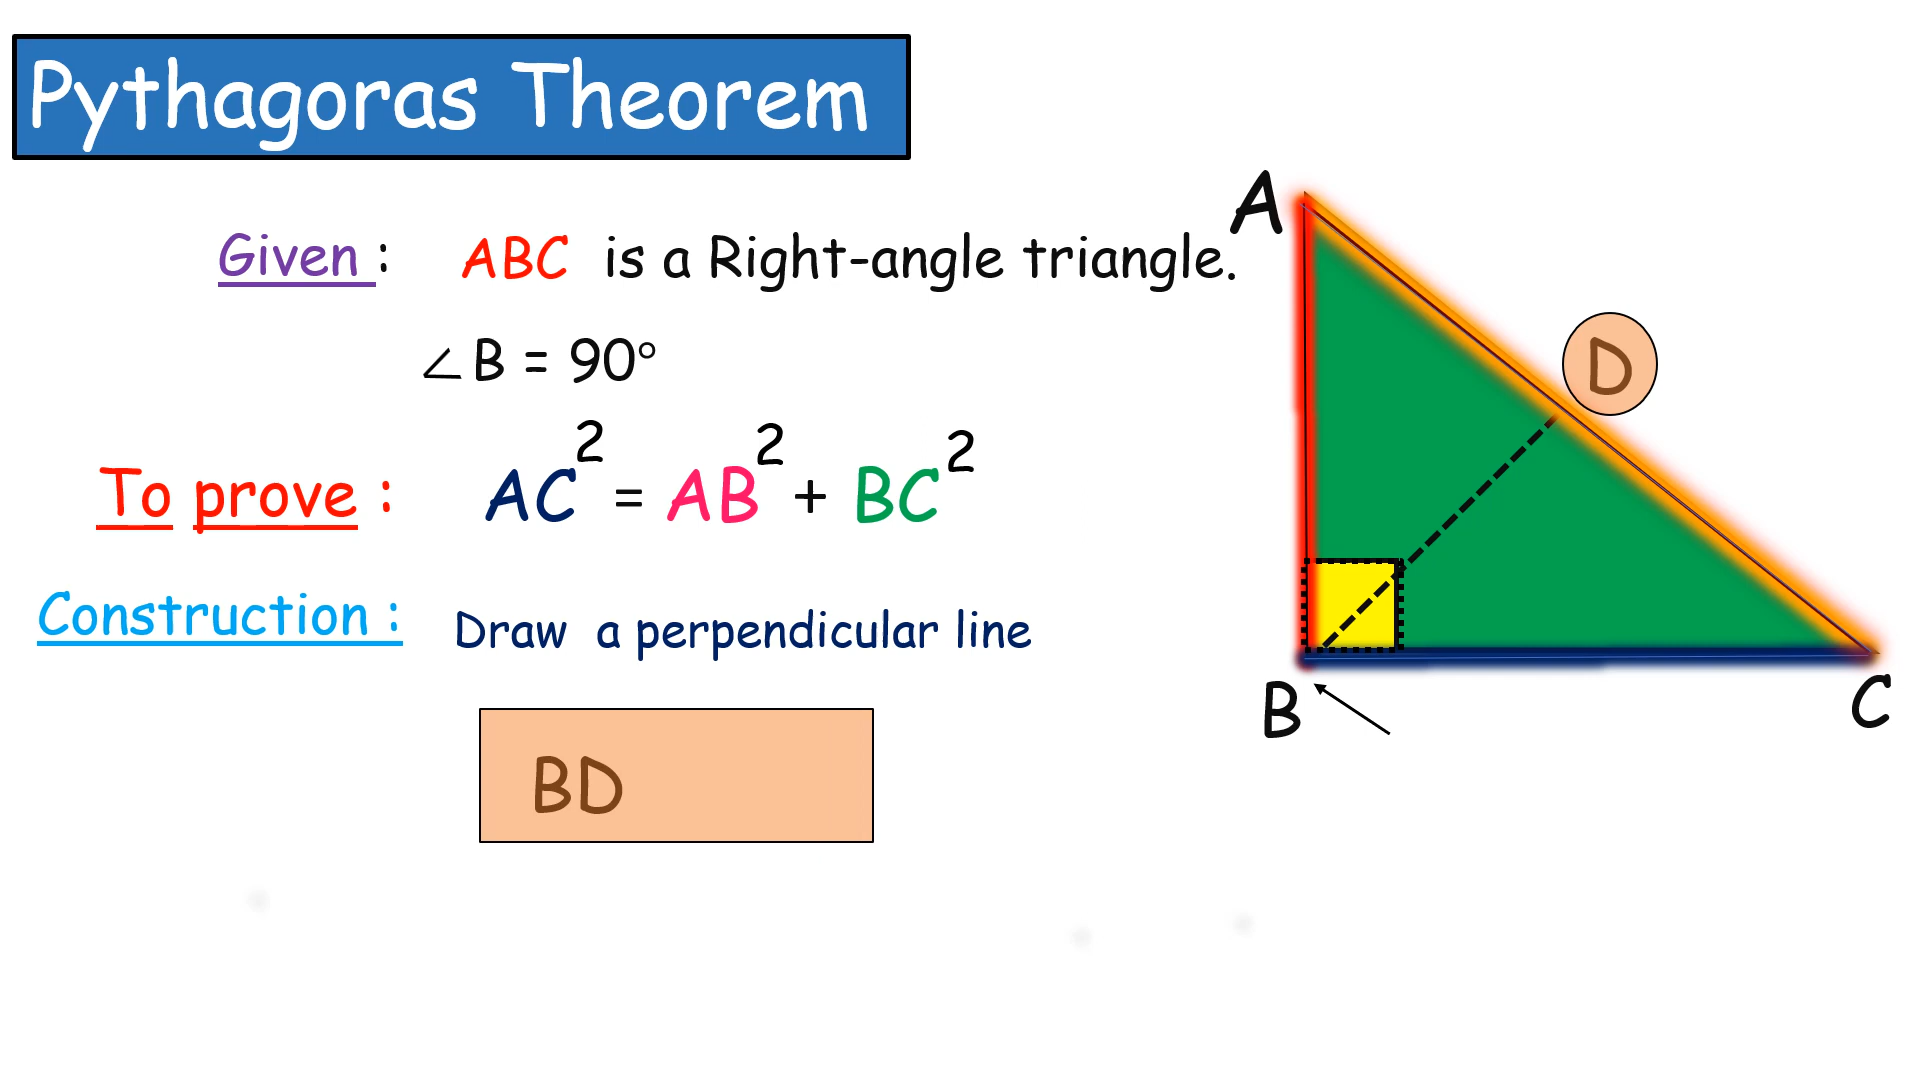 Pythagoras Theorem
Given : ABC is a Right-angle triangle.
∠B = 90°
To prove : AC² = AB² + BC²
Construction : Draw a perpendicular line
BD
A
D
B
C